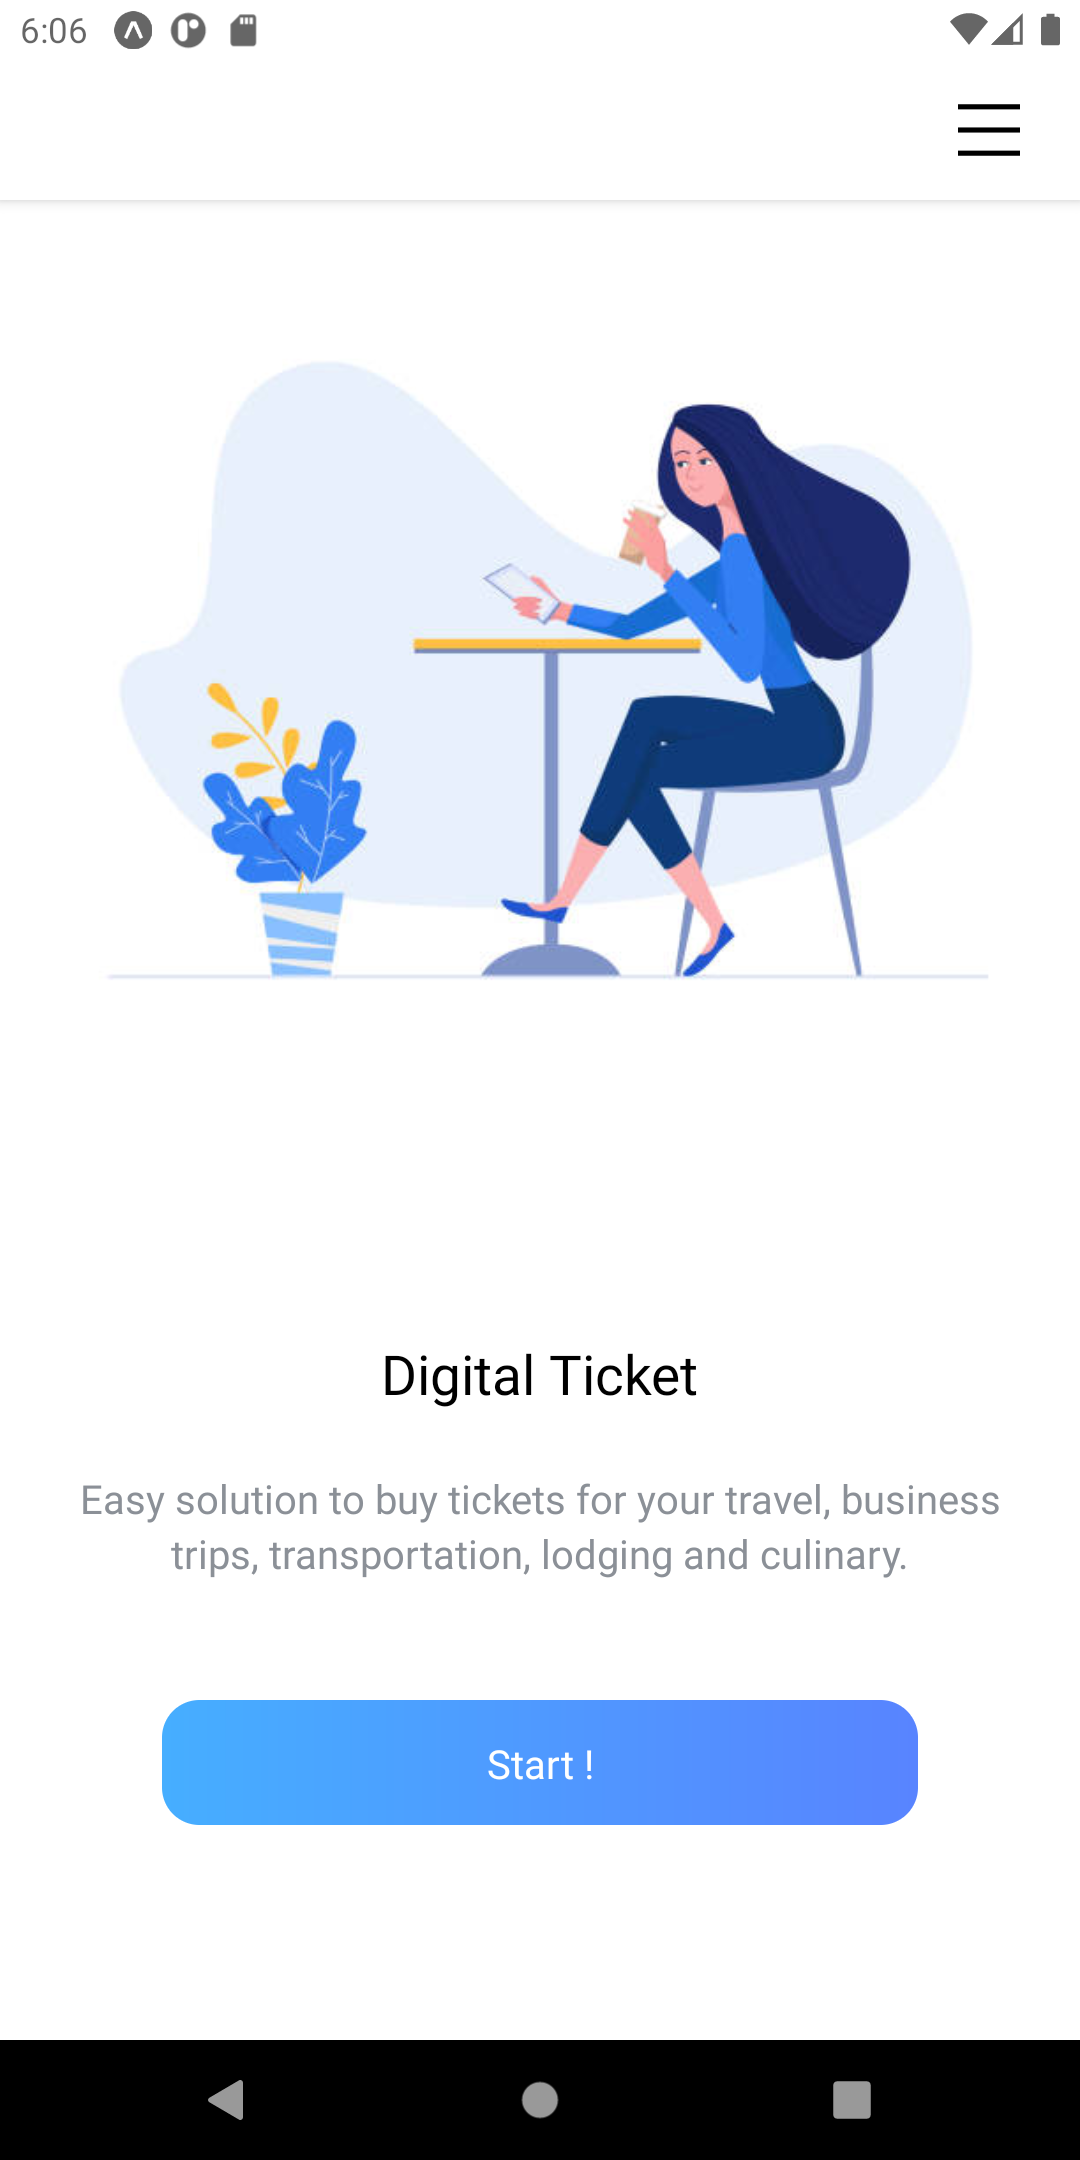 6:06
Digital Ticket
Easy solution to buy tickets for your travel, business
trips, transportation, lodging and culinary.
Start !